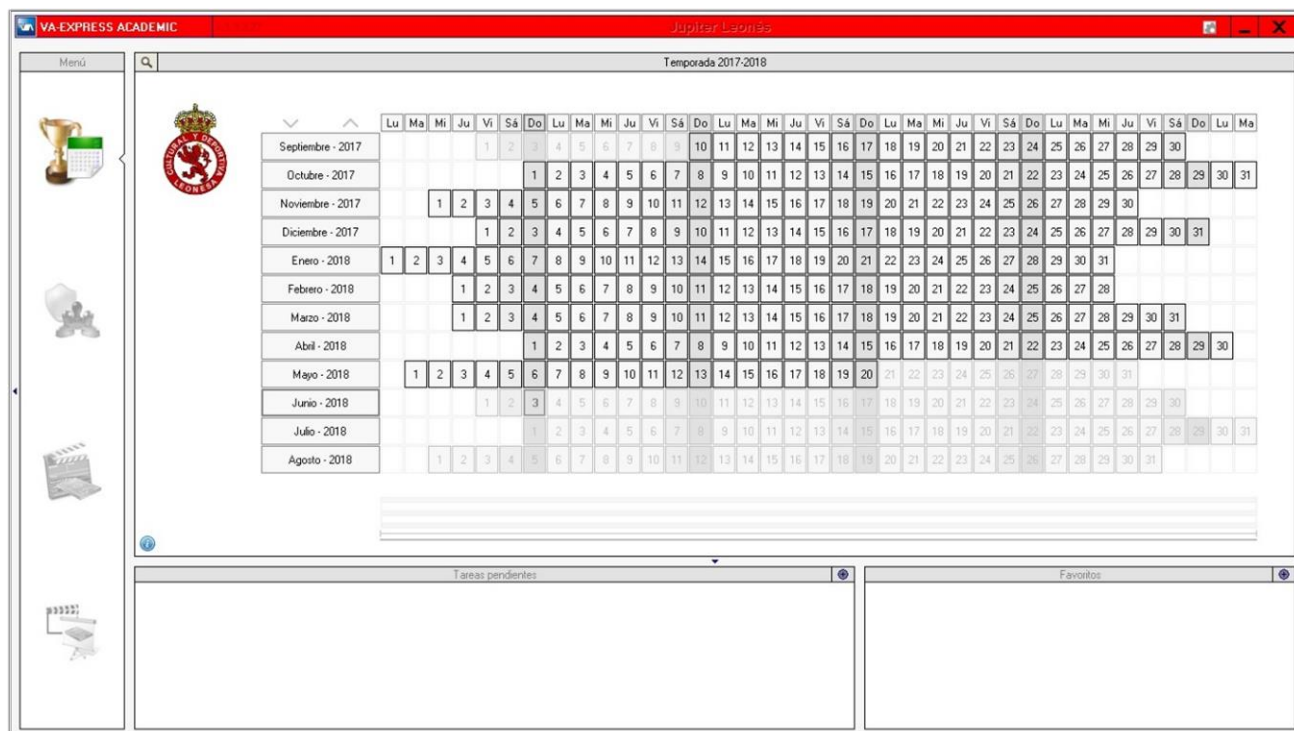 VA-EXPRESS ACADEMIC Jupiter Leonés
Menú
Temporada 2017-2018
CULTURAL Y DEPORTIVA LEONESA
Lu Ma Mi Ju Vi Sá Do Lu Ma Mi Ju Vi Sá Do Lu Ma Mi Ju Vi Sá Do Lu Ma Mi Ju Vi Sá Do Lu Ma Mi Ju Vi Sá Do Lu Ma
Septiembre - 2017 1 2 3 4 5 6 7 8 9 10 11 12 13 14 15 16 17 18 19 20 21 22 23 24 25 26 27 28 29 30
Octubre - 2017 1 2 3 4 5 6 7 8 9 10 11 12 13 14 15 16 17 18 19 20 21 22 23 24 25 26 27 28 29 30 31
Noviembre - 2017 1 2 3 4 5 6 7 8 9 10 11 12 13 14 15 16 17 18 19 20 21 22 23 24 25 26 27 28 29 30
Diciembre - 2017 1 2 3 4 5 6 7 8 9 10 11 12 13 14 15 16 17 18 19 20 21 22 23 24 25 26 27 28 29 30 31
Enero - 2018 1 2 3 4 5 6 7 8 9 10 11 12 13 14 15 16 17 18 19 20 21 22 23 24 25 26 27 28 29 30 31
Febrero - 2018 1 2 3 4 5 6 7 8 9 10 11 12 13 14 15 16 17 18 19 20 21 22 23 24 25 26 27 28
Marzo - 2018 1 2 3 4 5 6 7 8 9 10 11 12 13 14 15 16 17 18 19 20 21 22 23 24 25 26 27 28 29 30 31
Abril - 2018 1 2 3 4 5 6 7 8 9 10 11 12 13 14 15 16 17 18 19 20 21 22 23 24 25 26 27 28 29 30
Mayo - 2018 1 2 3 4 5 6 7 8 9 10 11 12 13 14 15 16 17 18 19 20 21 22 23 24 25 26 27 28 29 30 31
Junio - 2018 1 2 3 4 5 6 7 8 9 10 11 12 13 14 15 16 17 18 19 20 21 22 23 24 25 26 27 28 29 30
Julio - 2018 1 2 3 4 5 6 7 8 9 10 11 12 13 14 15 16 17 18 19 20 21 22 23 24 25 26 27 28 29 30 31
Agosto - 2018 1 2 3 4 5 6 7 8 9 10 11 12 13 14 15 16 17 18 19 20 21 22 23 24 25 26 27 28 29 30 31
Tareas pendientes
Favoritos